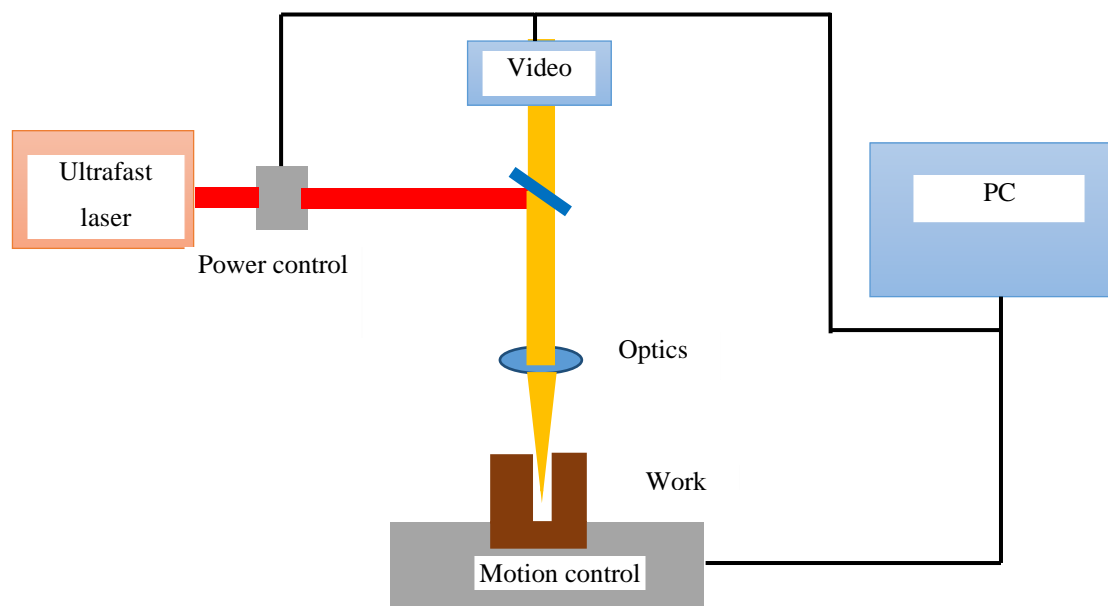 Video
Ultrafast
laser
PC
Power control
Optics
Work
Motion control